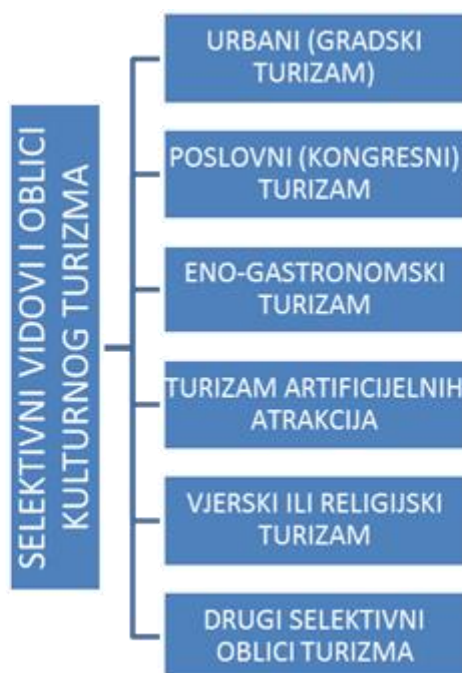 SELEKTIVNI VIDOVI I OBLICI
KULTURNOG TURIZMA
URBANI (GRADSKI
TURIZAM)
POSLOVNI (KONGRESNI)
TURIZAM
ENO-GASTRONOMSKI
TURIZAM
TURIZAM ARTIFICIJELNIH
ATRAKCIJA
VJERSKI ILI RELIGIJSKI
TURIZAM
DRUGI SELEKTIVNI
OBLICI TURIZMA